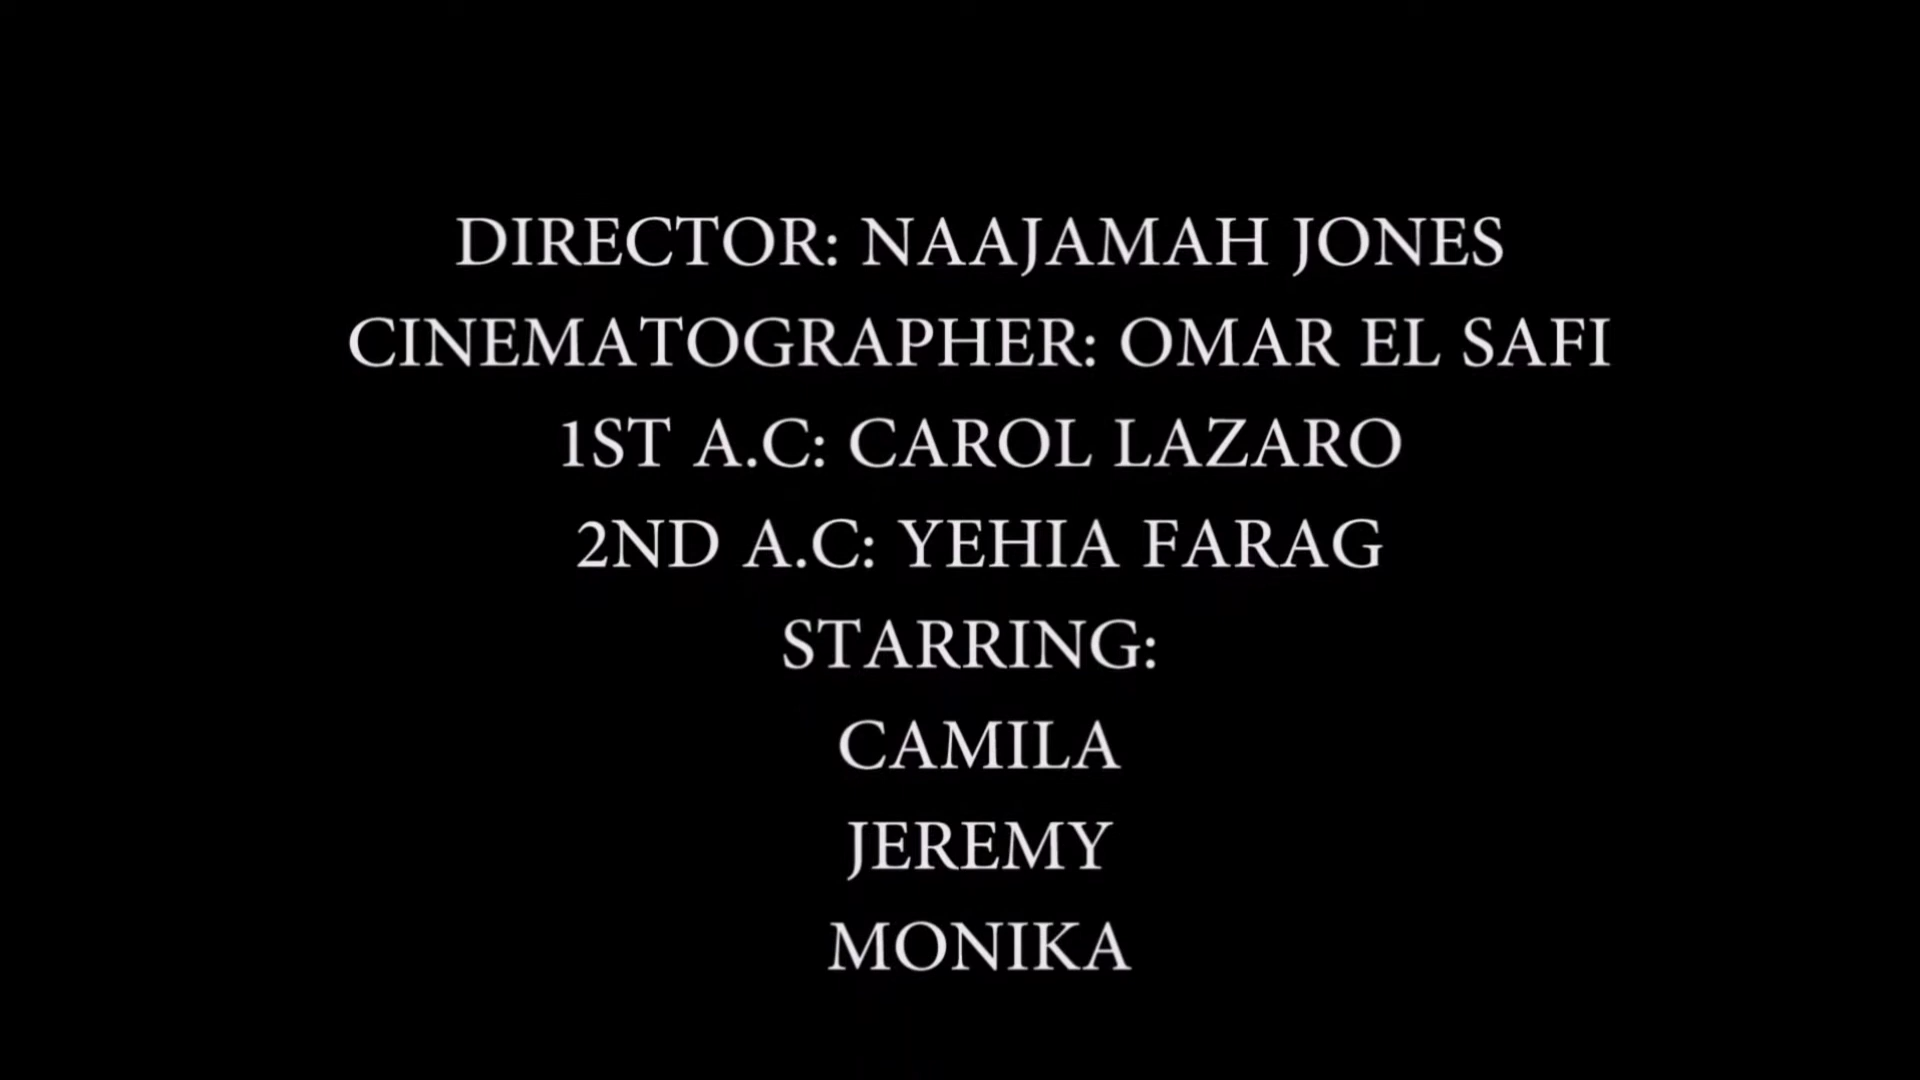 DIRECTOR: NAAJAMAH JONES
CINEMATOGRAPHER: OMAR EL SAFI
1ST A.C: CAROL LAZARO
2ND A.C: YEHIA FARAG
STARRING:
CAMILA
JEREMY
MONIKA